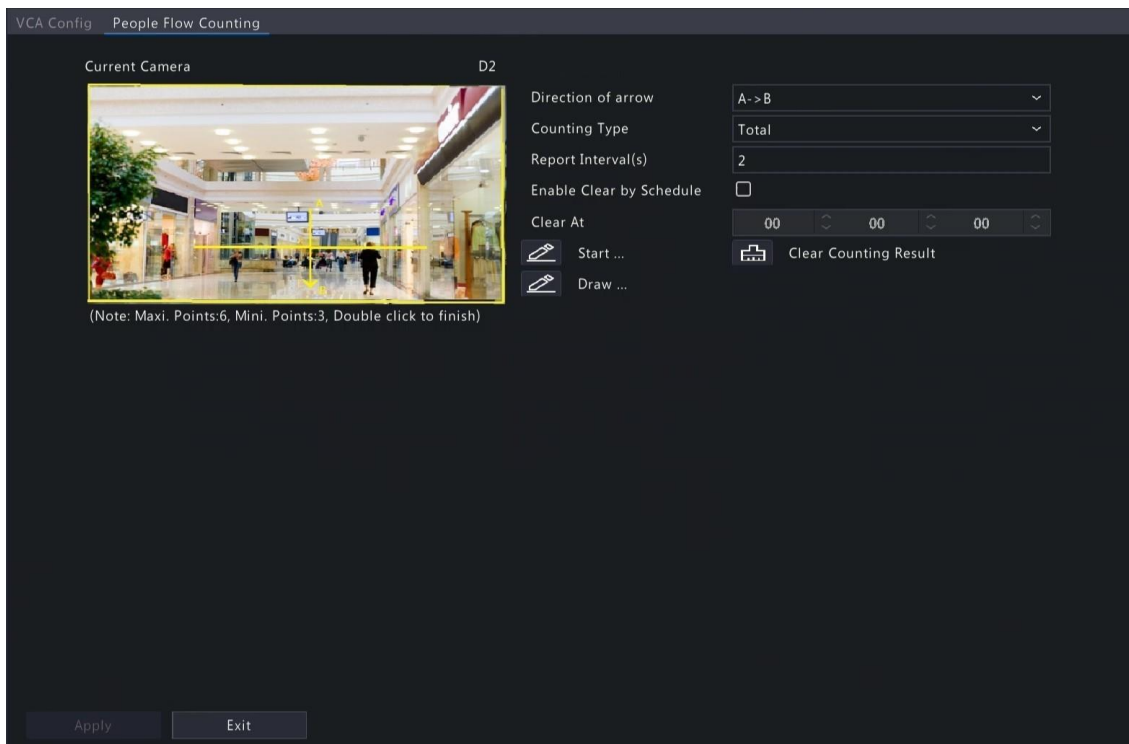 VCA Config People Flow Counting
Current Camera D2
Direction of arrow A->B
Counting Type Total
Report Interval(s) 2
Enable Clear by Schedule
Clear At 00 00 00
Start ... Clear Counting Result
Draw ...
A
B
(Note: Maxi. Points:6, Mini. Points:3, Double click to finish)
Apply Exit